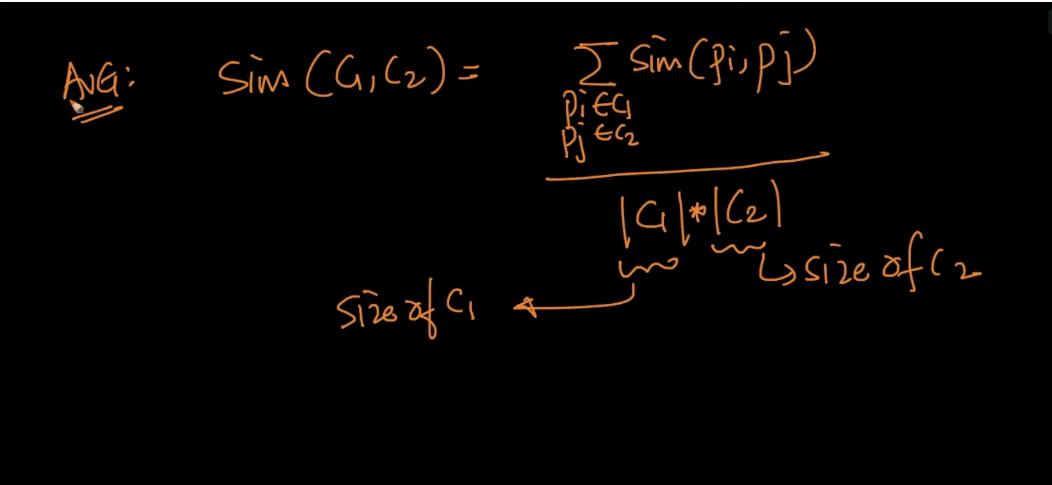 AVG: Sim (C1, C2) = Σ Sim (Pi, Pj)
Pi ∈ C1
Pj ∈ C2
|C1| * |C2|
↳ size of C2
Size of C1 ←